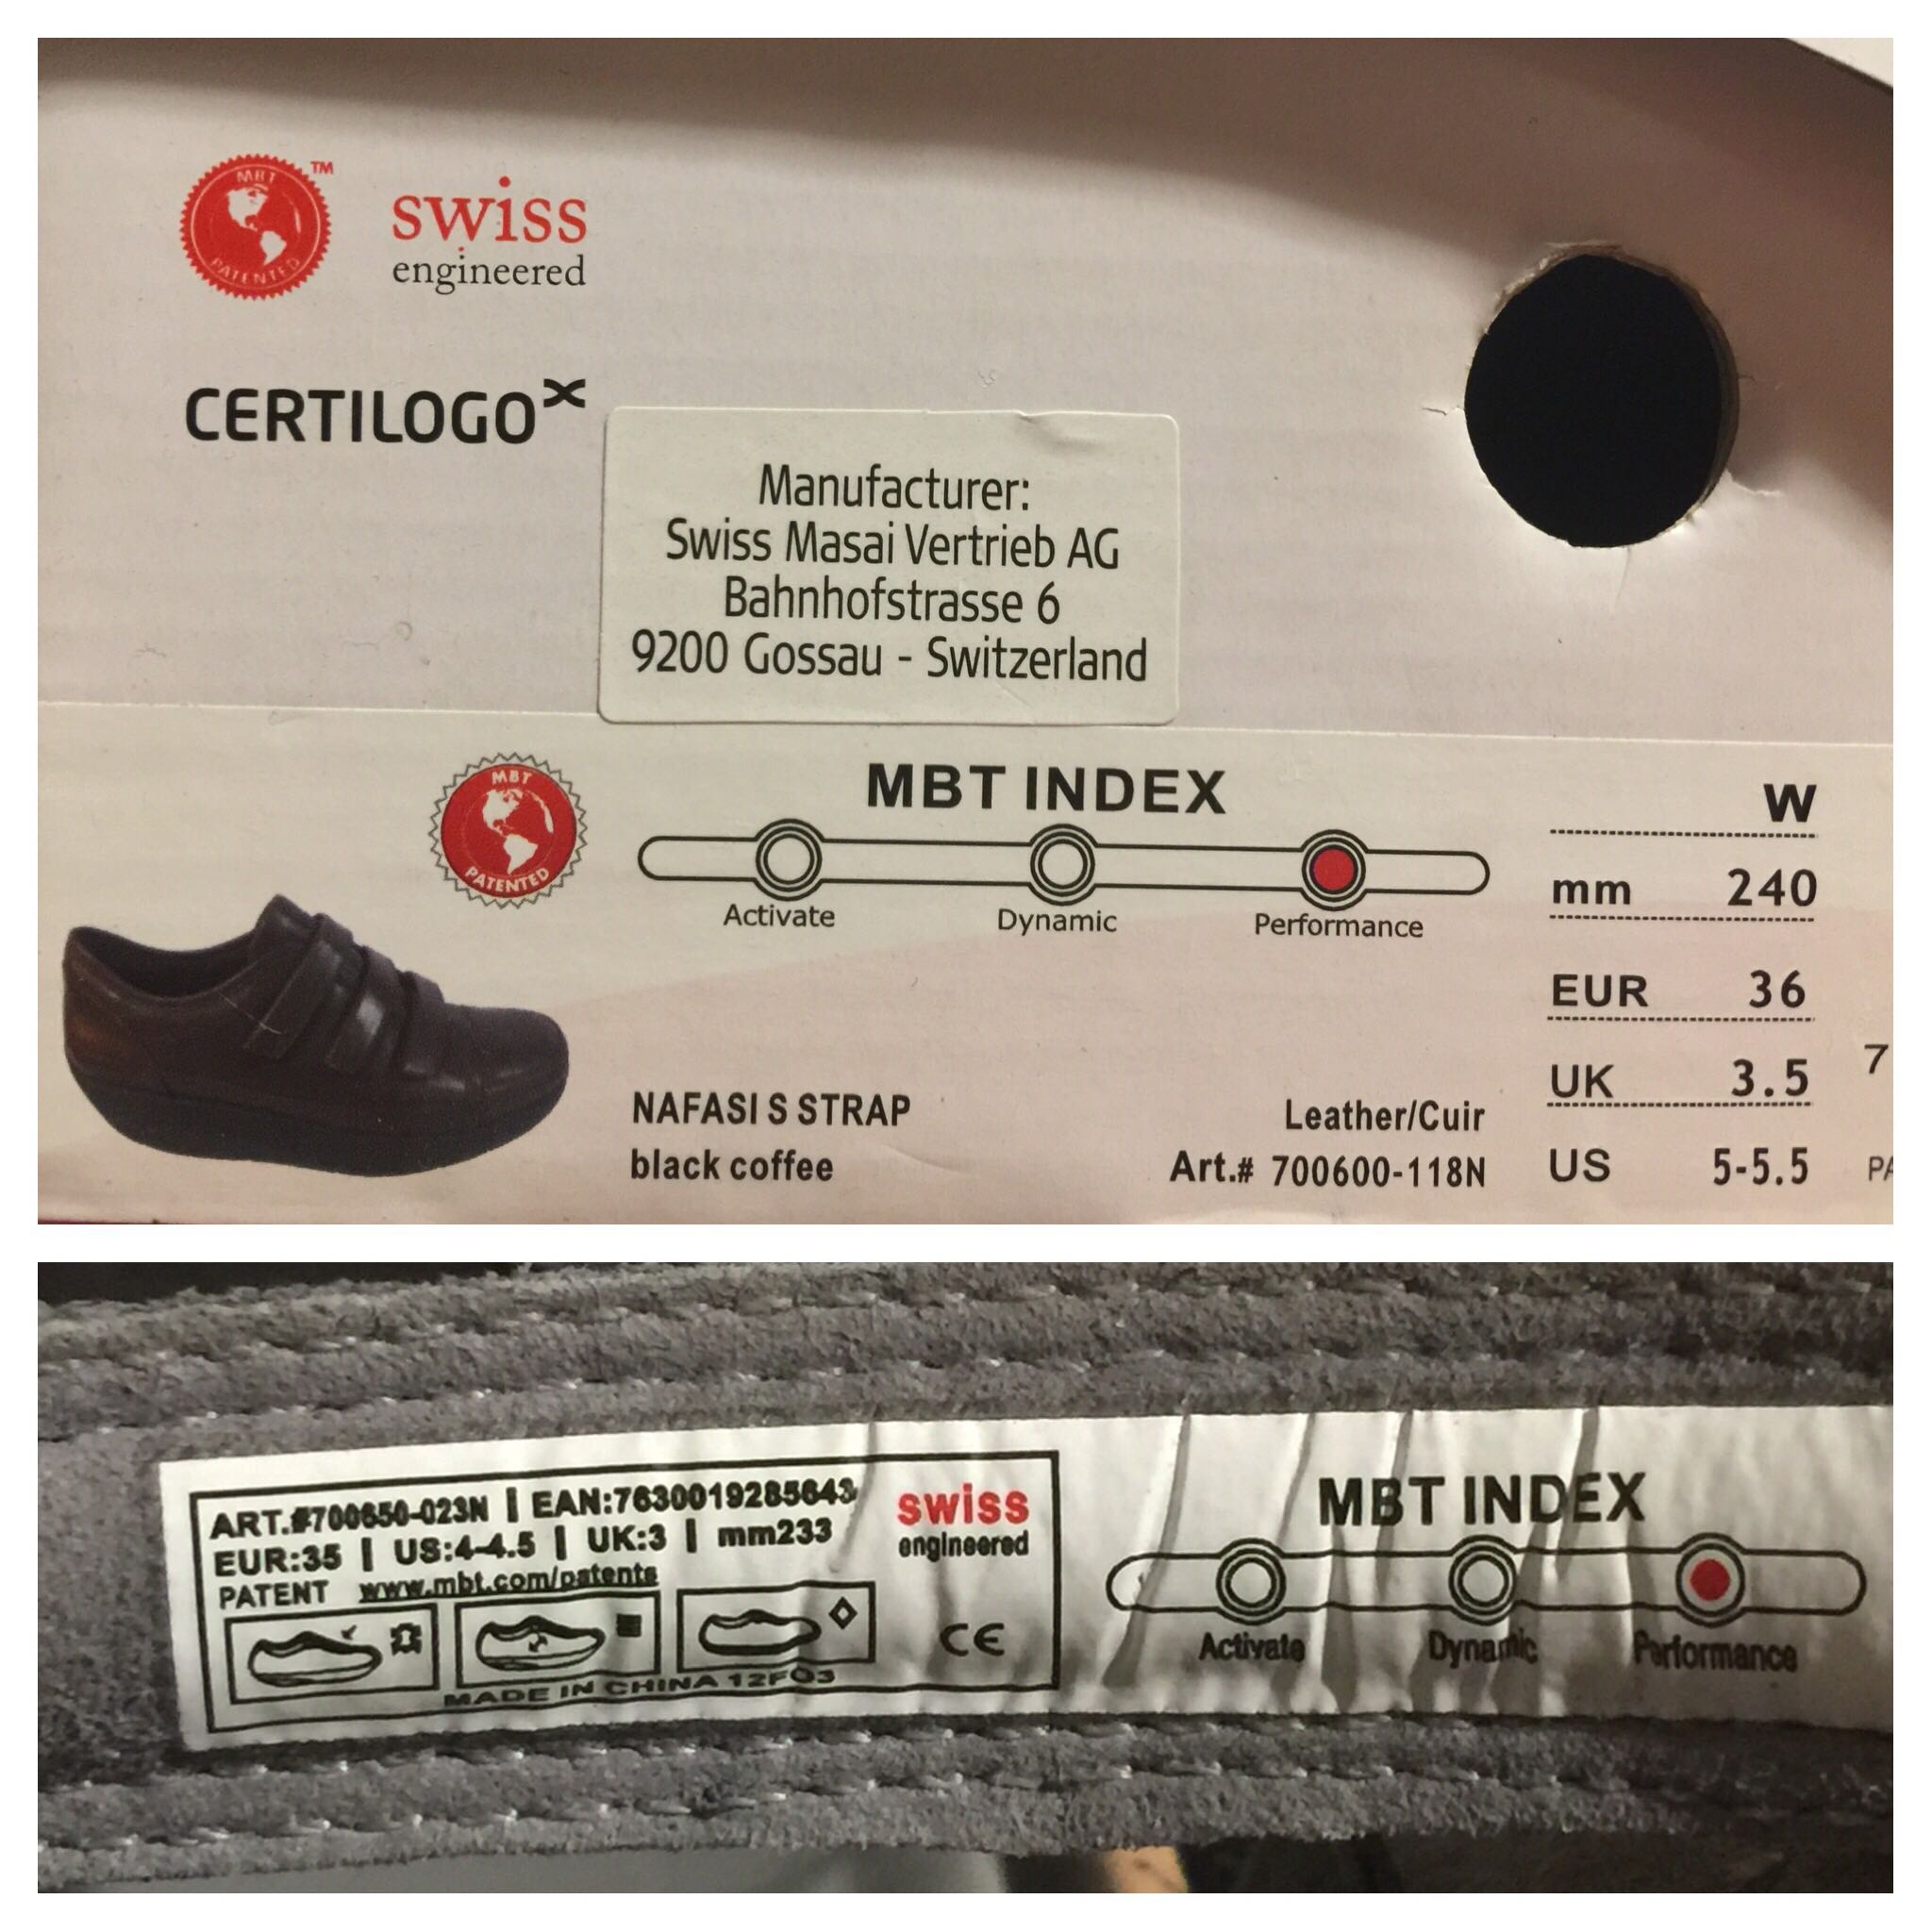 MBT
PATENTED
TM
swiss
engineered
CERTILOGO
Manufacturer:
Swiss Masai Vertrieb AG
Bahnhofstrasse 6
9200 Gossau - Switzerland
MBT
PATENTED
MBT INDEX
Activate Dynamic Performance
W
mm 240
EUR 36
UK 3.5
US 5-5.5
7
PA
NAFASI S STRAP
black coffee
Leather/Cuir
Art.# 700600-118N
ART.#700650-023N | EAN:7630019285643
EUR:35 | US:4-4.5 | UK:3 | mm233
PATENT www.mbt.com/patents
MADE IN CHINA 12F03
swiss
engineered
CE
MBT INDEX
Activate Dynamic Performance